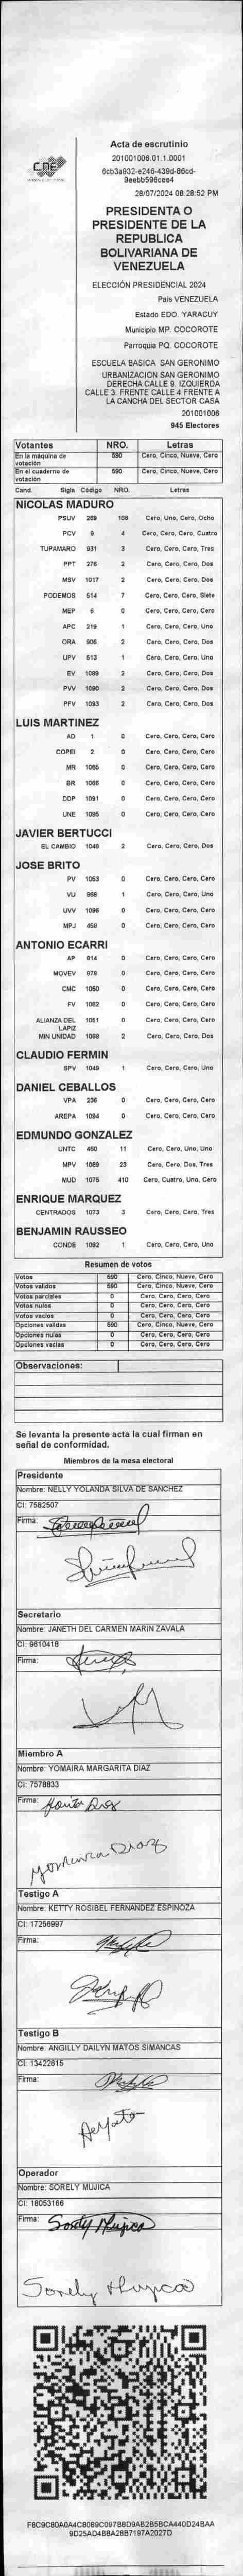 CNE
Acta de escrutinio
201001006.01.1.0001
6cb3a932-e246-439d-86cd-
9eebb596cee4
28/07/2024 08:28:52 PM
PRESIDENTA O
PRESIDENTE DE LA
REPUBLICA
BOLIVARIANA DE
VENEZUELA
ELECCIÓN PRESIDENCIAL 2024
Pais VENEZUELA
Estado EDO. YARACUY
Municipio MP. COCOROTE
Parroquia PQ. COCOROTE
ESCUELA BASICA SAN GERONIMO
URBANIZACION SAN GERONIMO
DERECHA CALLE 9. IZQUIERDA
CALLE 3 FRENTE CALLE 4 FRENTE A
LA CANCHA DEL SECTOR CASA
201001006
945 Electores
Votantes NRO. Letras
En la máquina de votación 590 Cero, Cinco, Nueve, Cero
En el cuaderno de votación 590 Cero, Cinco, Nueve, Cero
Cand. Sigla Código NRO. Letras
NICOLAS MADURO
PSUV 289 108 Cero, Uno, Cero, Ocho
PCV 9 4 Cero, Cero, Cero, Cuatro
TUPAMARO 931 3 Cero, Cero, Cero, Tres
PPT 276 2 Cero, Cero, Cero, Dos
MSV 1017 2 Cero, Cero, Cero, Dos
PODEMOS 514 7 Cero, Cero, Cero, Siete
MEP 6 0 Cero, Cero, Cero, Cero
APC 219 1 Cero, Cero, Cero, Uno
ORA 906 2 Cero, Cero, Cero, Dos
UPV 513 1 Cero, Cero, Cero, Uno
EV 1089 2 Cero, Cero, Cero, Dos
PVV 1090 2 Cero, Cero, Cero, Dos
PFV 1093 2 Cero, Cero, Cero, Dos
LUIS MARTINEZ
AD 1 0 Cero, Cero, Cero, Cero
COPEI 2 0 Cero, Cero, Cero, Cero
MR 1065 0 Cero, Cero, Cero, Cero
BR 1066 0 Cero, Cero, Cero, Cero
DDP 1091 0 Cero, Cero, Cero, Cero
UNE 1095 0 Cero, Cero, Cero, Cero
JAVIER BERTUCCI
EL CAMBIO 1048 2 Cero, Cero, Cero, Dos
JOSE BRITO
PV 1053 0 Cero, Cero, Cero, Cero
VU 968 1 Cero, Cero, Cero, Uno
UVV 1096 0 Cero, Cero, Cero, Cero
MPJ 458 0 Cero, Cero, Cero, Cero
ANTONIO ECARRI
AP 914 0 Cero, Cero, Cero, Cero
MOVEV 879 0 Cero, Cero, Cero, Cero
CMC 1060 0 Cero, Cero, Cero, Cero
FV 1062 0 Cero, Cero, Cero, Cero
ALIANZA DEL LAPIZ 1051 0 Cero, Cero, Cero, Cero
MIN UNIDAD 1088 2 Cero, Cero, Cero, Dos
CLAUDIO FERMIN
SPV 1049 1 Cero, Cero, Cero, Uno
DANIEL CEBALLOS
VPA 236 0 Cero, Cero, Cero, Cero
AREPA 1094 0 Cero, Cero, Cero, Cero
EDMUNDO GONZALEZ
UNTC 460 11 Cero, Cero, Uno, Uno
MPV 1069 23 Cero, Cero, Dos, Tres
MUD 1075 410 Cero, Cuatro, Uno, Cero
ENRIQUE MARQUEZ
CENTRADOS 1073 3 Cero, Cero, Cero, Tres
BENJAMIN RAUSSEO
CONDE 1092 1 Cero, Cero, Cero, Uno
Resumen de votos
Votos 590 Cero, Cinco, Nueve, Cero
Votos validos 590 Cero, Cinco, Nueve, Cero
Votos parciales 0 Cero, Cero, Cero, Cero
Votos nulos 0 Cero, Cero, Cero, Cero
Votos vacios 0 Cero, Cero, Cero, Cero
Opciones validas 590 Cero, Cinco, Nueve, Cero
Opciones nulas 0 Cero, Cero, Cero, Cero
Opciones vacias 0 Cero, Cero, Cero, Cero
Observaciones:
Se levanta la presente acta la cual firman en
señal de conformidad.
Miembros de la mesa electoral
Presidente
Nombre: NELLY YOLANDA SILVA DE SANCHEZ
CI: 7582507
Firma:
Secretario
Nombre: JANETH DEL CARMEN MARIN ZAVALA
CI: 9610418
Firma:
Miembro A
Nombre: YOMAIRA MARGARITA DIAZ
CI: 7578833
Firma:
Testigo A
Nombre: KETTY ROSIBEL FERNANDEZ ESPINOZA
CI: 17256997
Firma:
Testigo B
Nombre: ANGILLY DAILYN MATOS SIMANCAS
CI: 13422615
Firma:
Operador
Nombre: SORELY MUJICA
CI: 18053166
Firma: Sorely Mujica
Sorely Mujica
F8C9C80A0A4C8089C097B8D9AB2B5BCA440D24BAA
9D25AD4B8A28B7197A2027D